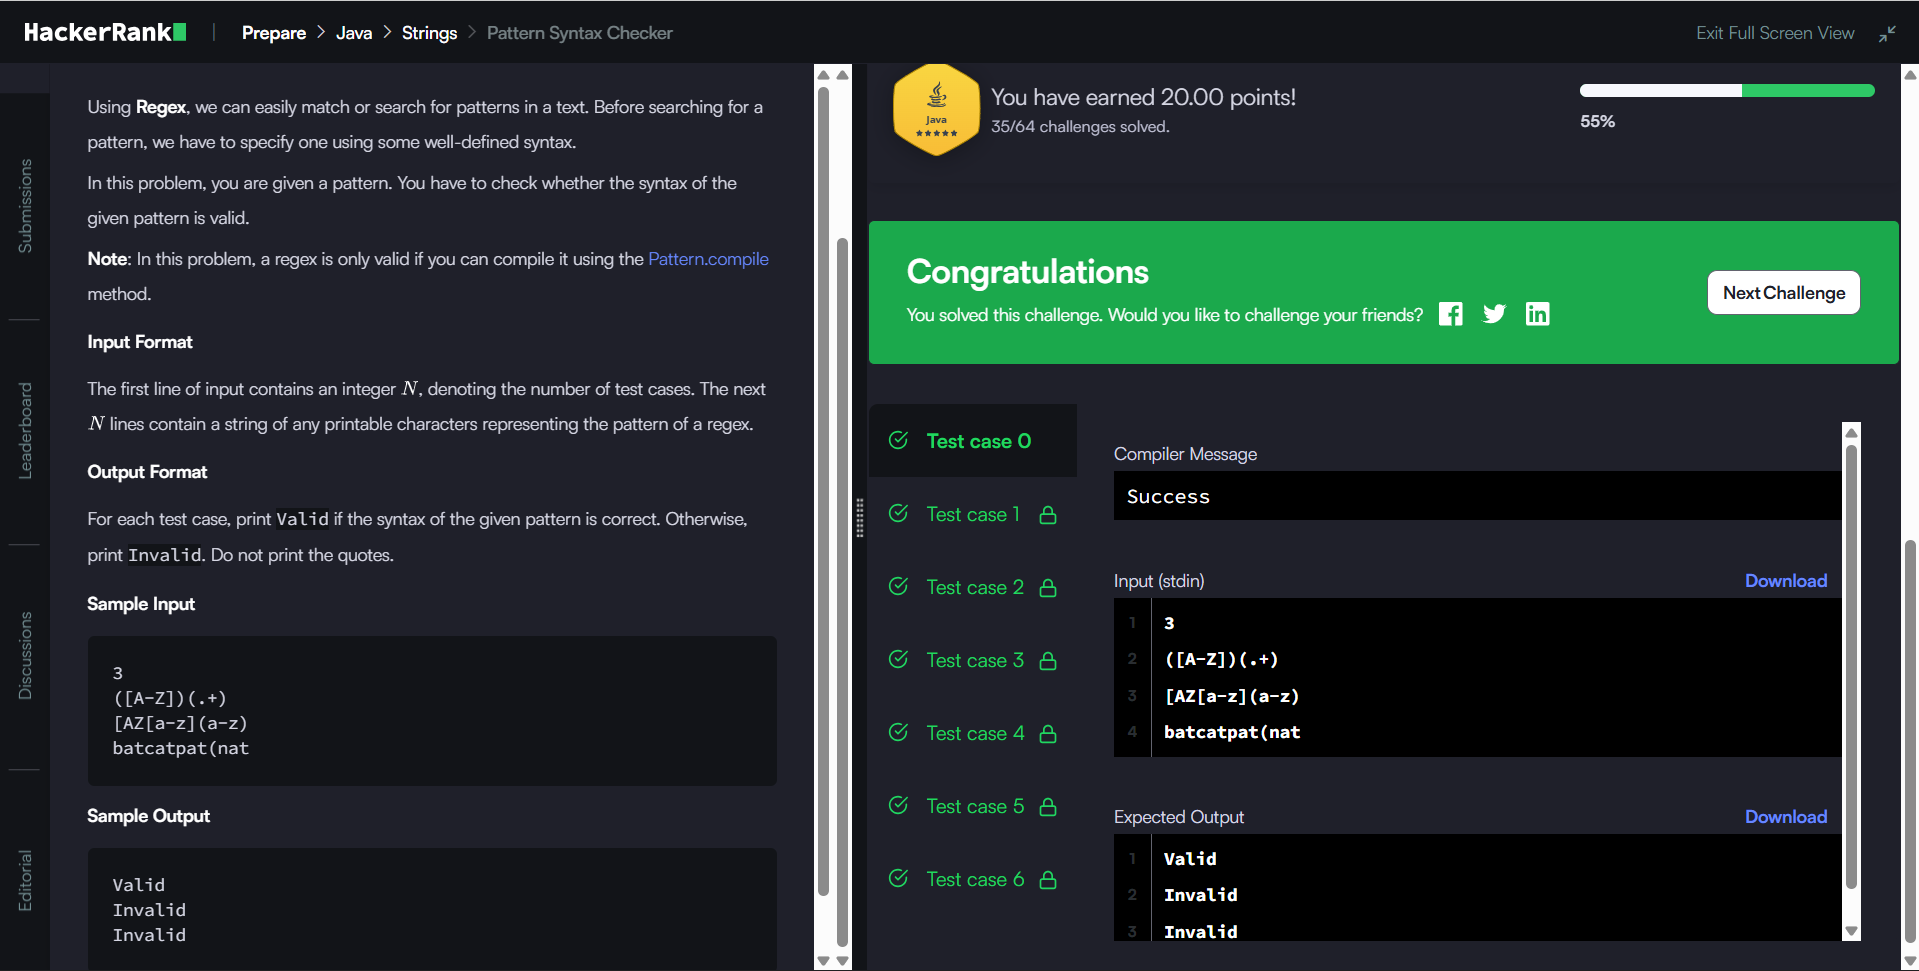 HackerRank
Prepare > Java > Strings > Pattern Syntax Checker
Exit Full Screen View
Submissions
Leaderboard
Discussions
Editorial
Using Regex, we can easily match or search for patterns in a text. Before searching for a
pattern, we have to specify one using some well-defined syntax.
In this problem, you are given a pattern. You have to check whether the syntax of the
given pattern is valid.
Note: In this problem, a regex is only valid if you can compile it using the Pattern.compile
method.
Input Format
The first line of input contains an integer N, denoting the number of test cases. The next
N lines contain a string of any printable characters representing the pattern of a regex.
Output Format
For each test case, print Valid if the syntax of the given pattern is correct. Otherwise,
print Invalid. Do not print the quotes.
Sample Input
3
([A-Z])(.+)
[AZ[a-z](a-z)
batcatpat(nat
Sample Output
Valid
Invalid
Invalid
Java
You have earned 20.00 points!
35/64 challenges solved.
55%
Congratulations
You solved this challenge. Would you like to challenge your friends?
Next Challenge
Test case 0
Test case 1
Test case 2
Test case 3
Test case 4
Test case 5
Test case 6
Compiler Message
Success
Input (stdin)
Download
1 3
2 ([A-Z])(.+)
3 [AZ[a-z](a-z)
4 batcatpat(nat
Expected Output
Download
1 Valid
2 Invalid
3 Invalid